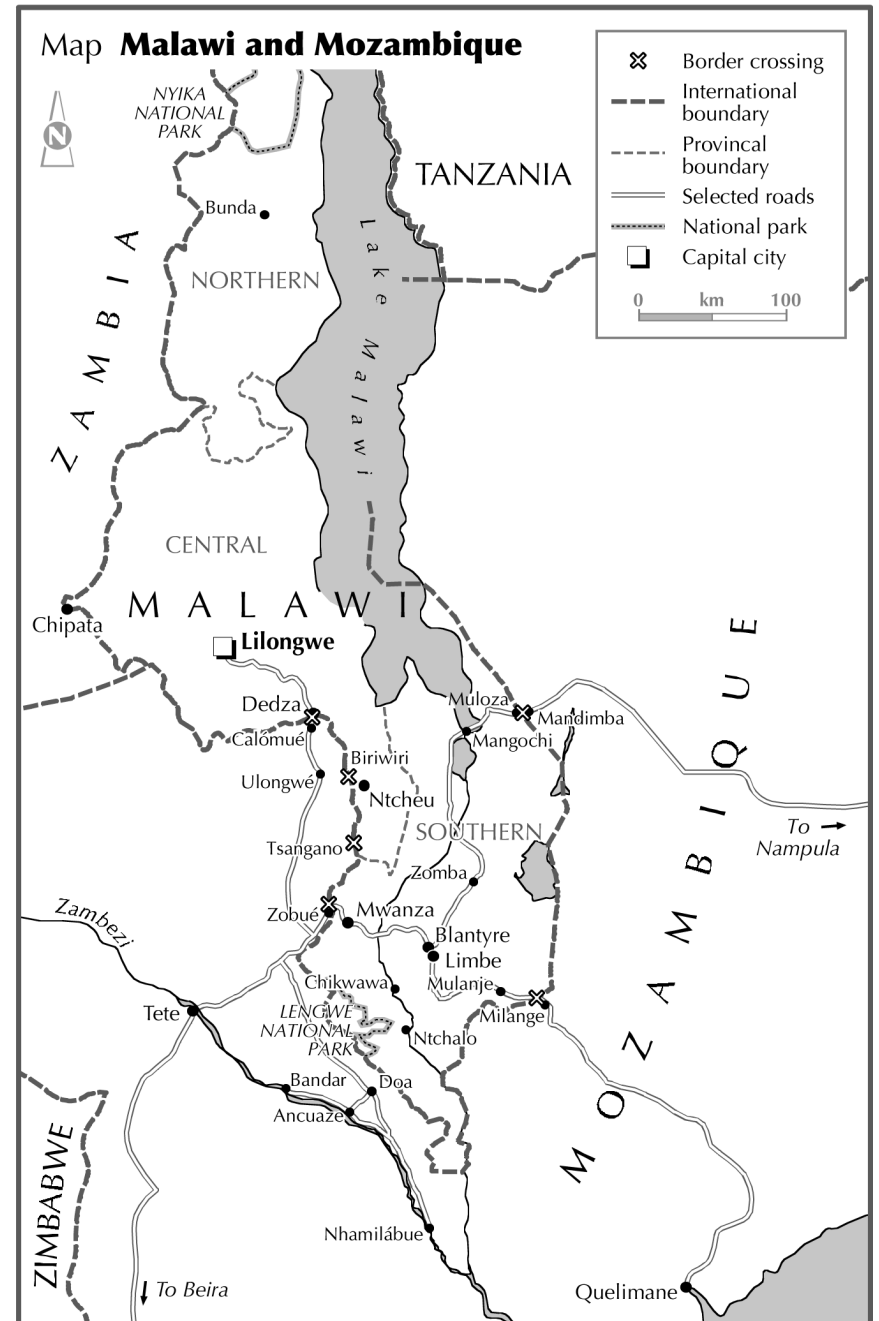 Map Malawi and Mozambique
Border crossing
International
boundary
Provincal
boundary
Selected roads
National park
Capital city
0 km 100
N
NYIKA
NATIONAL
PARK
TANZANIA
Bunda
Lake Malawi
NORTHERN
ZAMBIA
CENTRAL
MALAWI
Chipata
Lilongwe
Dedza
Muloza
Mandimba
Calómué
Mangochi
Biriwiri
Ulongwé
Ntcheu
SOUTHERN
To
Nampula
Tsangano
Zomba
MOZAMBIQUE
Zambezi
Zobué
Mwanza
Blantyre
Limbe
Chikwawa
Mulanje
Tete
LENGWE
NATIONAL
PARK
Milange
Ntchalo
Bandar
Doa
Ancuaze
ZIMBABWE
Nhamilábue
To Beira
Quelimane